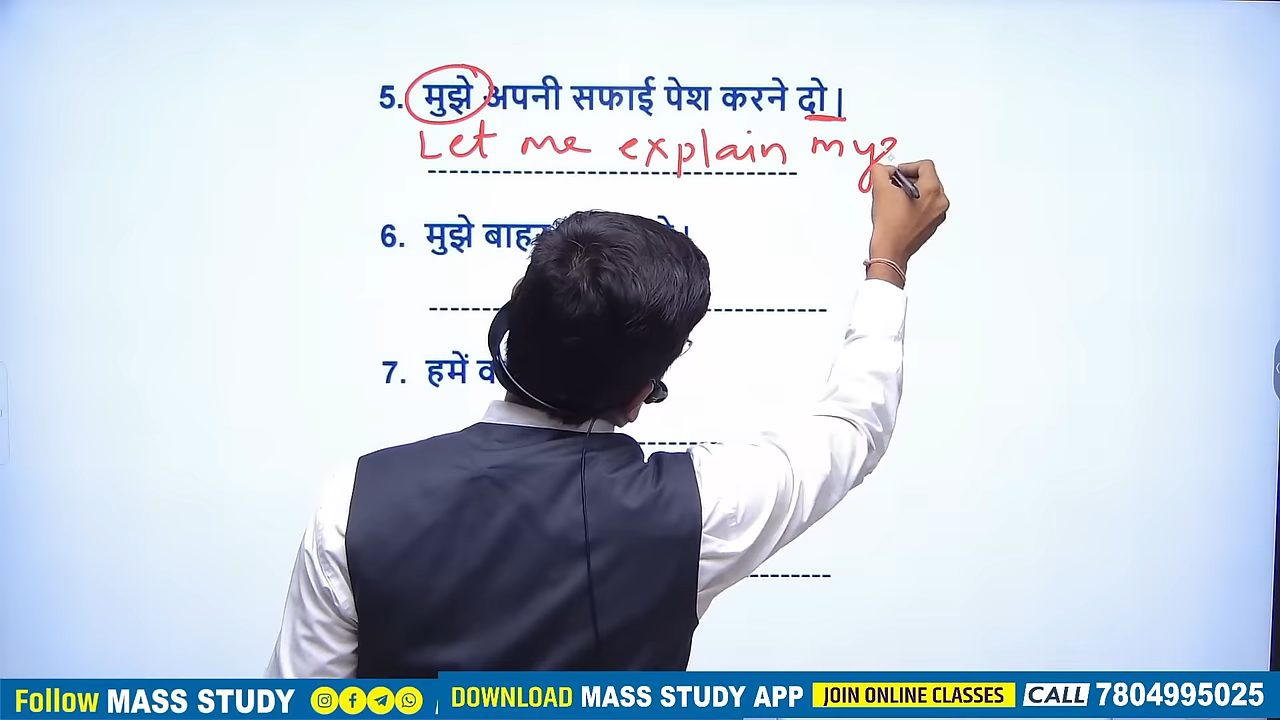 5. मुझे अपनी सफाई पेश करने दो |
Let me explain my
6. मुझे
7. हमें
Follow MASS STUDY DOWNLOAD MASS STUDY APP JOIN ONLINE CLASSES CALL 7804995025